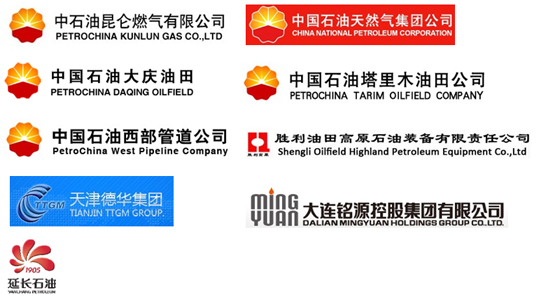 中石油昆仑燃气有限公司
PETROCHINA KUNLUN GAS CO.,LTD
中国石油天然气集团公司
CHINA NATIONAL PETROLEUM CORPORATION
中国石油大庆油田
PETROCHINA DAQING OILFIELD
中国石油塔里木油田公司
PETROCHINA TARIM OILFIELD COMPANY
中国石油西部管道公司
PetroChina West Pipeline Company
胜利油田高原石油装备有限责任公司
Shengli Oilfield Highland Petroleum Equipment Co.,Ltd
TTGM
天津德华集团
TIANJIN TTGM GROUP.
MING
YUAN
大连铭源控股集团有限公司
DALIAN MINGYUAN HOLDINGS GROUP CO.LTD.
1905
延长石油
YANCHANG PETROLEUM